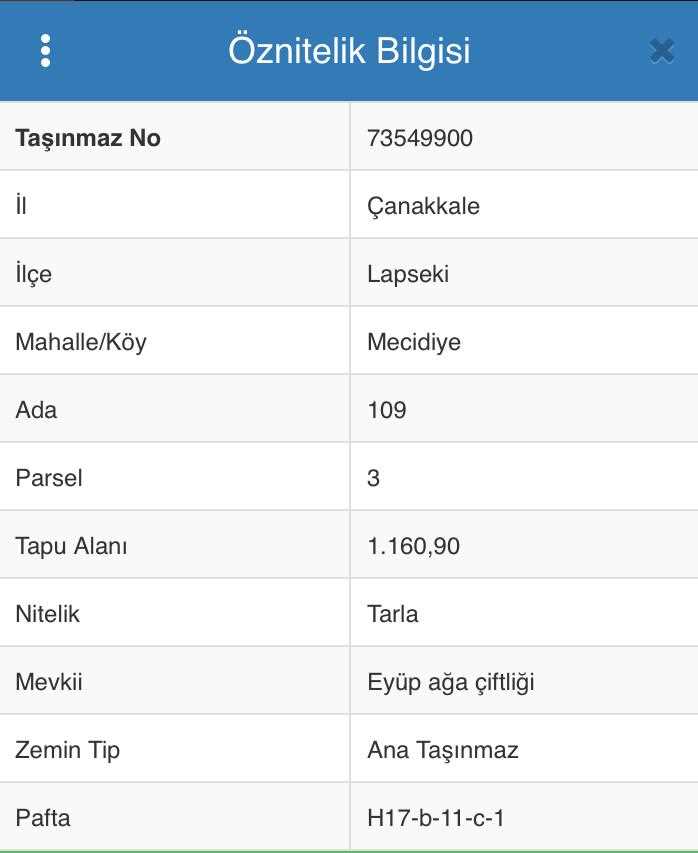 Öznitelik Bilgisi
Taşınmaz No 73549900
İl Çanakkale
İlçe Lapseki
Mahalle/Köy Mecidiye
Ada 109
Parsel 3
Tapu Alanı 1.160,90
Nitelik Tarla
Mevkii Eyüp ağa çiftliği
Zemin Tip Ana Taşınmaz
Pafta H17-b-11-c-1